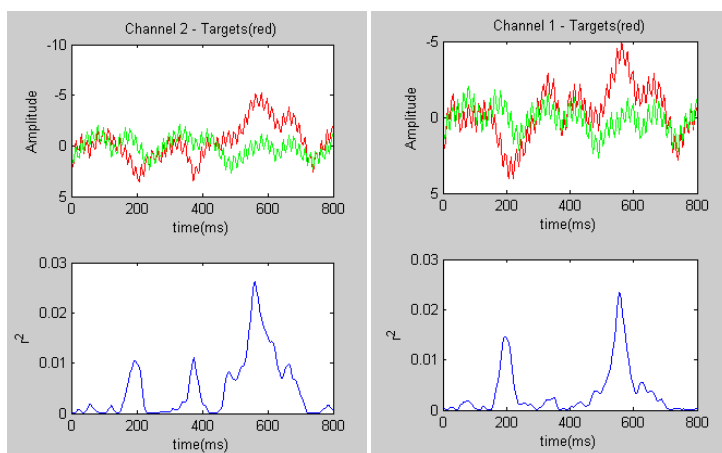 Channel 2 - Targets(red)
-10
-5
0
5
Amplitude
0 200 400 600 800
time(ms)
0.03
0.02
0.01
0
r2
0 200 400 600 800
time(ms)
Channel 1 - Targets(red)
-5
0
5
Amplitude
0 200 400 600 800
time(ms)
0.03
0.02
0.01
0
r2
0 200 400 600 800
time(ms)